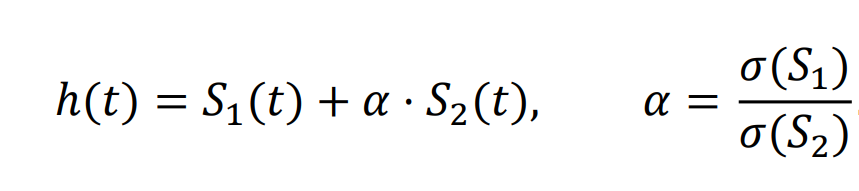 h(t) = S₁(t) + α · S₂(t), α = σ(S₁) / σ(S₂)